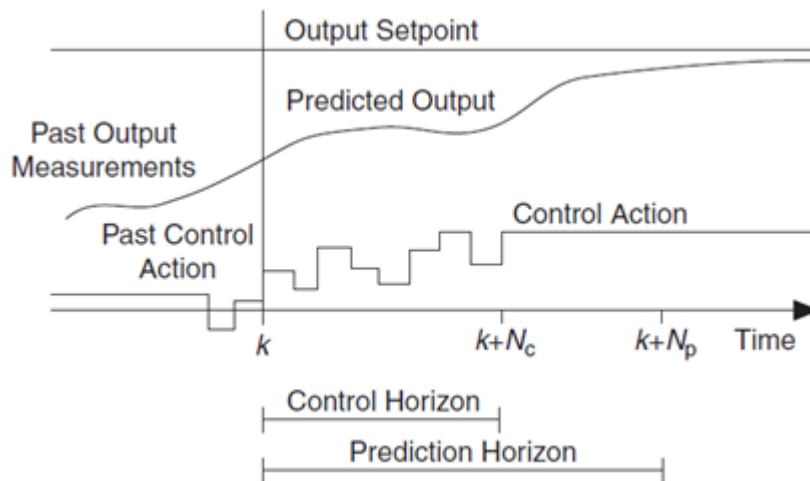 Output Setpoint
Predicted Output
Past Output
Measurements
Control Action
Past Control
Action
k
k+Nc
k+Np
Time
Control Horizon
Prediction Horizon